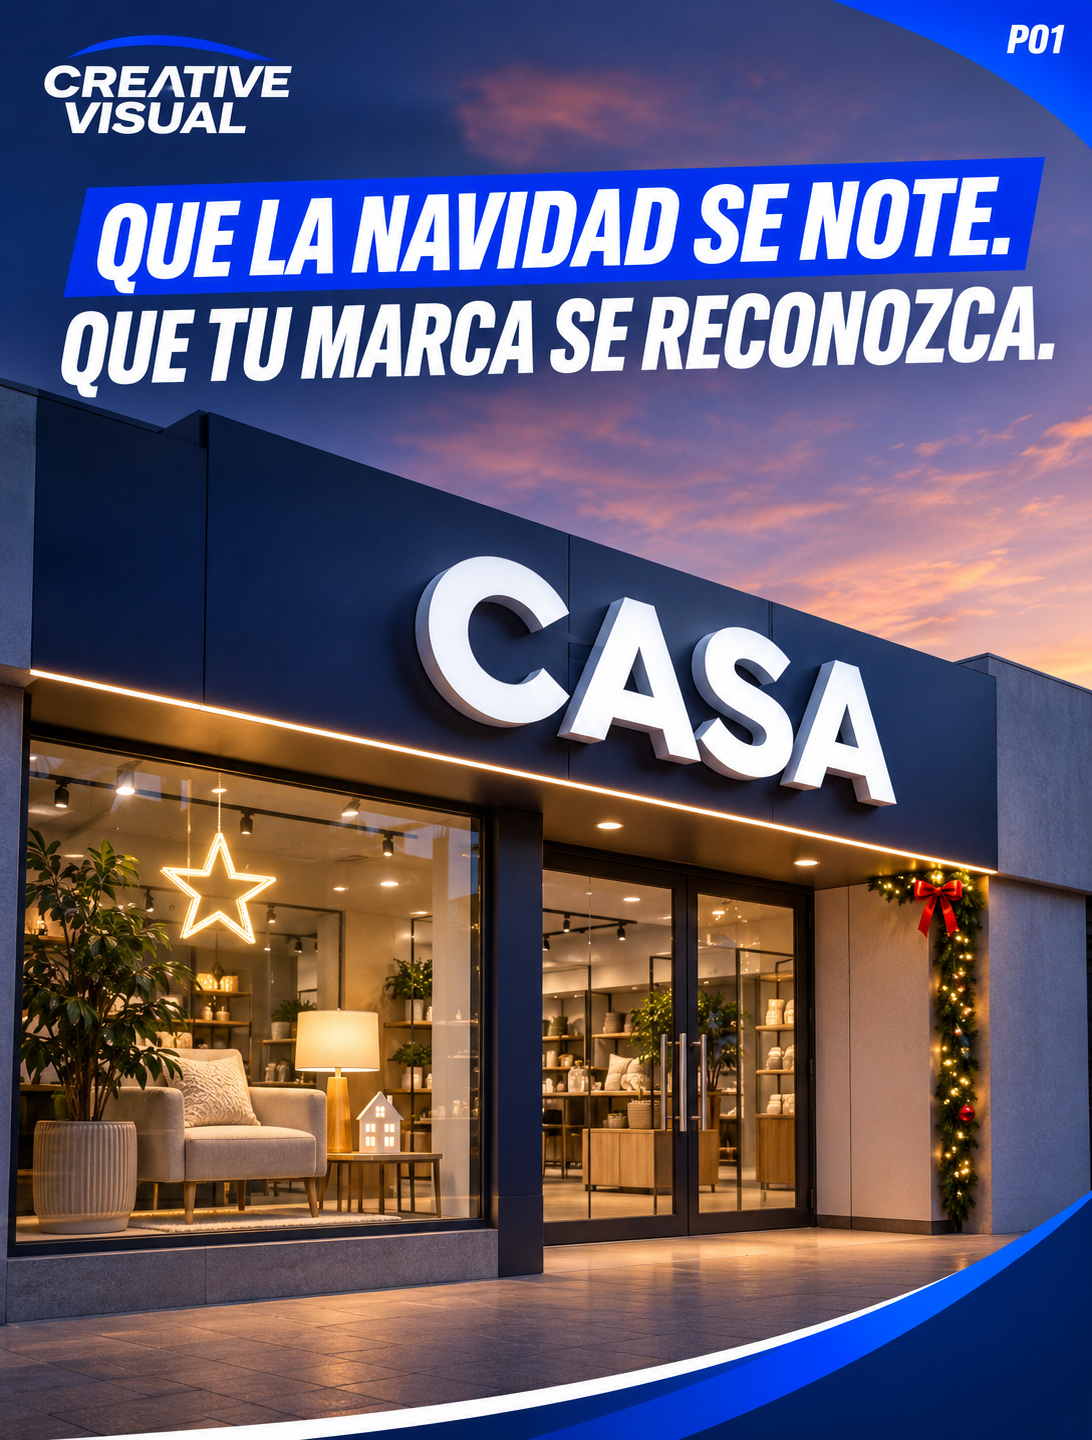 CREATIVE
VISUAL
P01
QUE LA NAVIDAD SE NOTE.
QUE TU MARCA SE RECONOZCA.
CASA